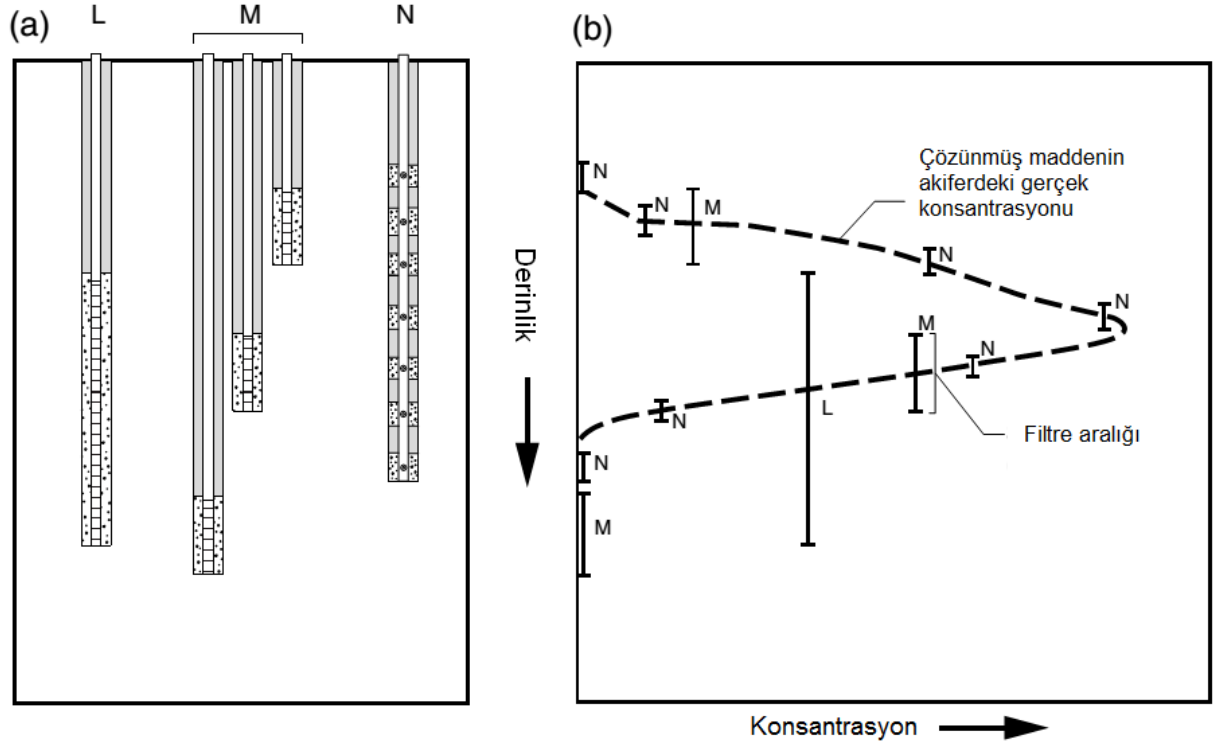 (a)
L
M
N
(b)
N
N
M
Çözünmüş maddenin
akiferdeki gerçek
konsantrasyonu
N
N
M
N
L
N
Filtre aralığı
N
M
Derinlik
Konsantrasyon